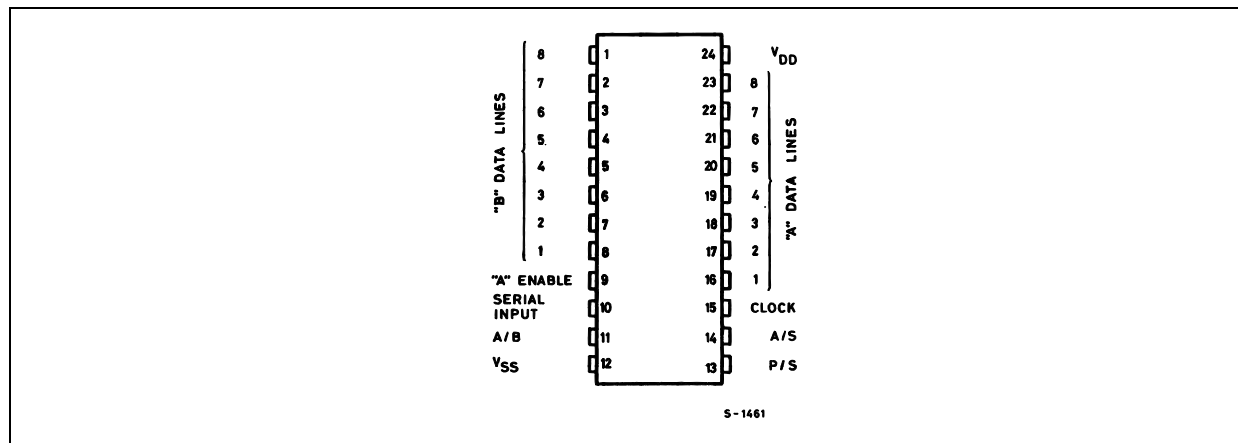 8 1 24 VDD
7 2 23 8
6 3 22 7
5 4 21 6
4 5 20 5
3 6 19 4
2 7 18 3
1 8 17 2
"A" ENABLE 9 16 1
SERIAL INPUT 10 15 CLOCK
A/B 11 14 A/S
VSS 12 13 P/S
"B" DATA LINES
"A" DATA LINES
S-1461